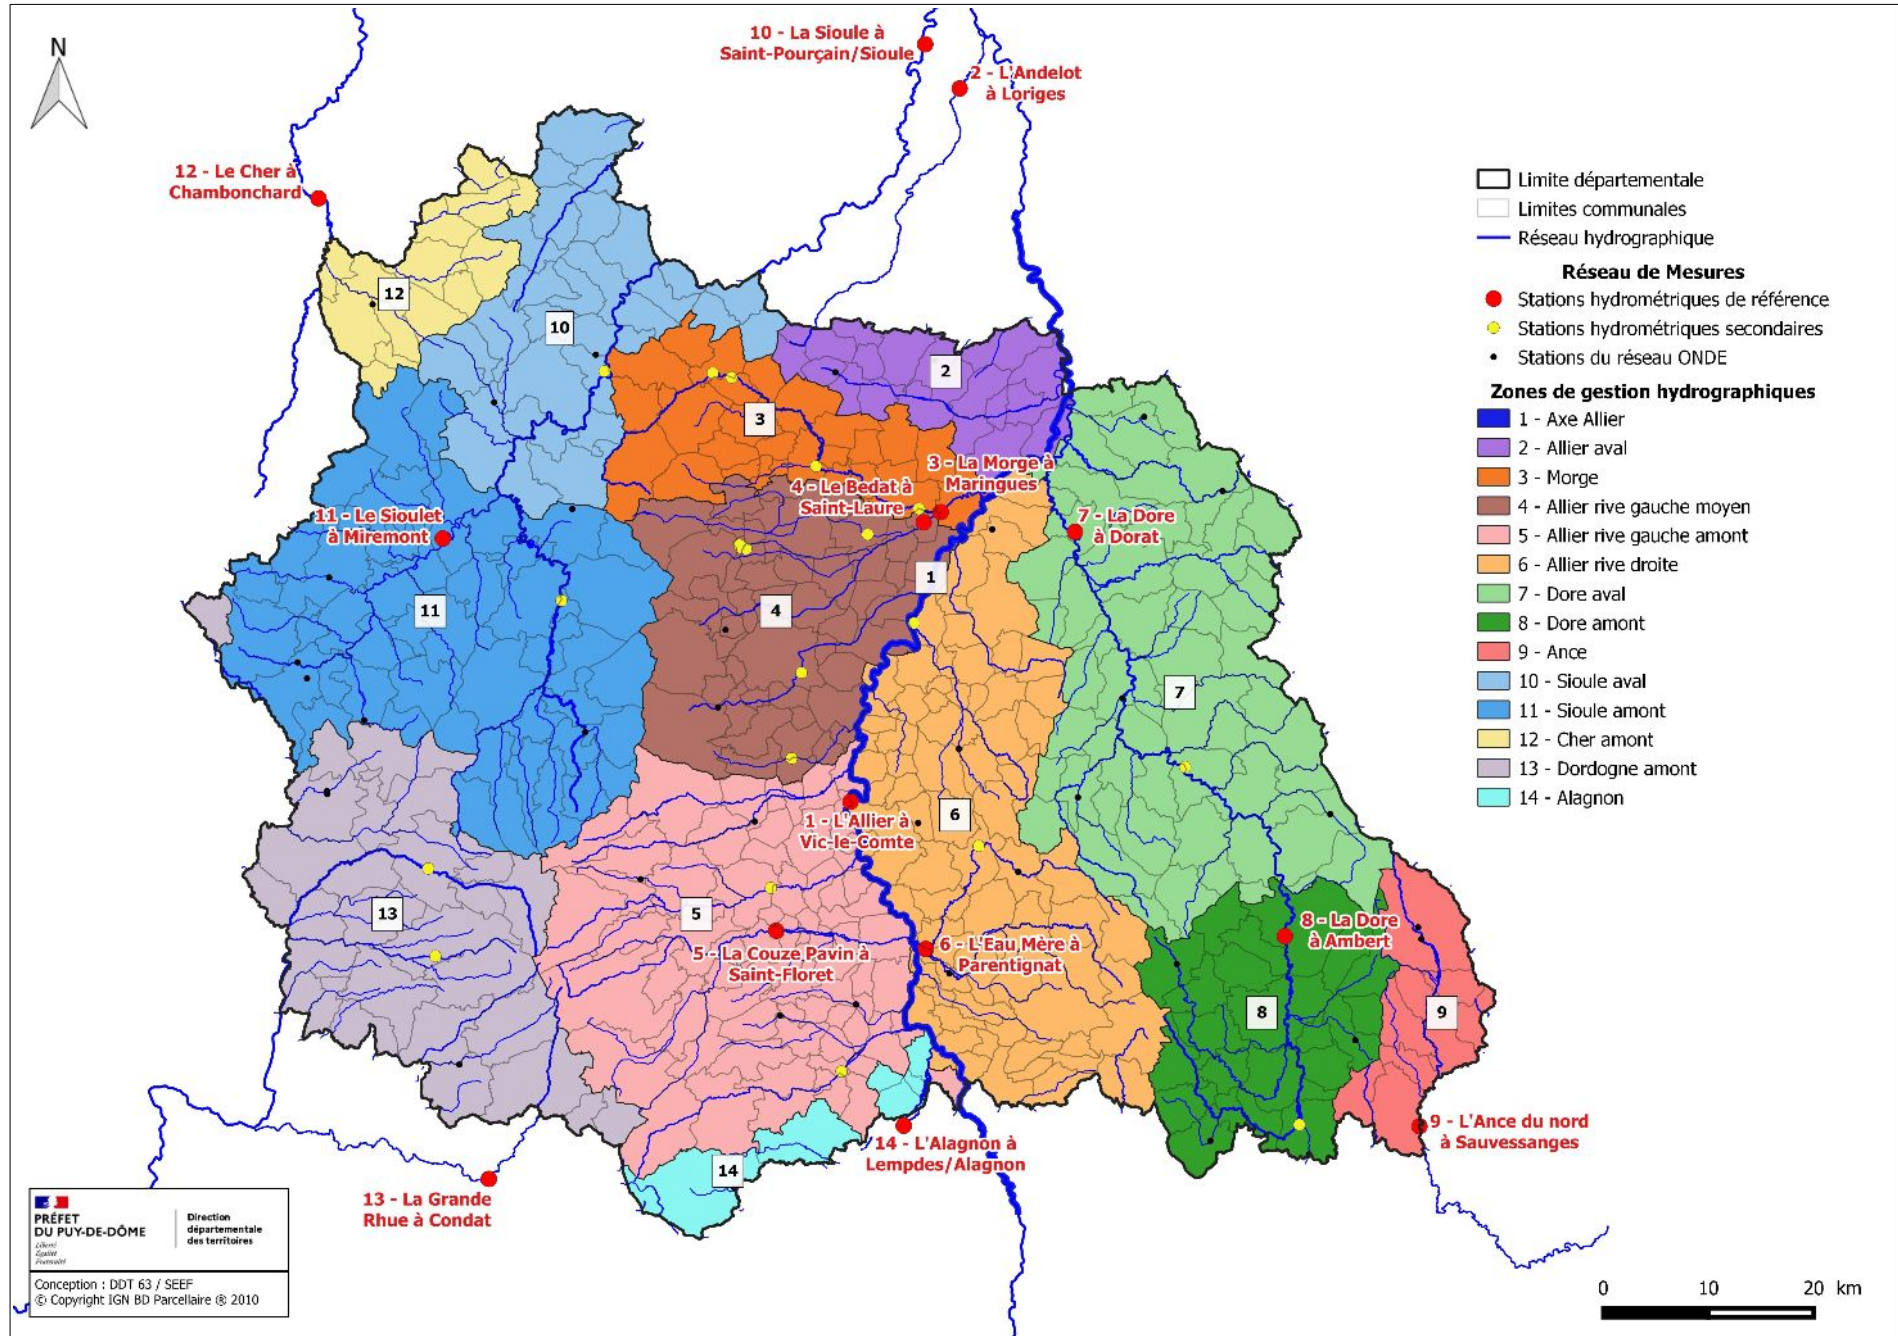 N
10 - La Sioule à
Saint-Pourçain/Sioule
2 - L'Andelot
à Loriges
12 - Le Cher à
Chambonchard
12
10
2
3
3 - La Morge à
Maringues
4 - Le Bedat à
Saint-Laure
11 - Le Sioulet
à Miremont
7 - La Dore
à Dorat
1
11
4
7
1 - L'Allier à
Vic-le-Comte
6
13
5
5 - La Couze Pavin à
Saint-Floret
6 - L'Eau Mère à
Parentignat
8 - La Dore
à Ambert
8
9
14 - L'Alagnon à
Lempdes/Alagnon
9 - L'Ance du nord
à Sauvessanges
14
13 - La Grande
Rhue à Condat
Limite départementale
Limites communales
Réseau hydrographique
Réseau de Mesures
Stations hydrométriques de référence
Stations hydrométriques secondaires
Stations du réseau ONDE
Zones de gestion hydrographiques
1 - Axe Allier
2 - Allier aval
3 - Morge
4 - Allier rive gauche moyen
5 - Allier rive gauche amont
6 - Allier rive droite
7 - Dore aval
8 - Dore amont
9 - Ance
10 - Sioule aval
11 - Sioule amont
12 - Cher amont
13 - Dordogne amont
14 - Alagnon
PRÉFET
DU PUY-DE-DÔME
Liberté
Égalité
Fraternité
Direction
départementale
des territoires
Conception : DDT 63 / SEEF
© Copyright IGN BD Parcellaire ® 2010
0 10 20 km